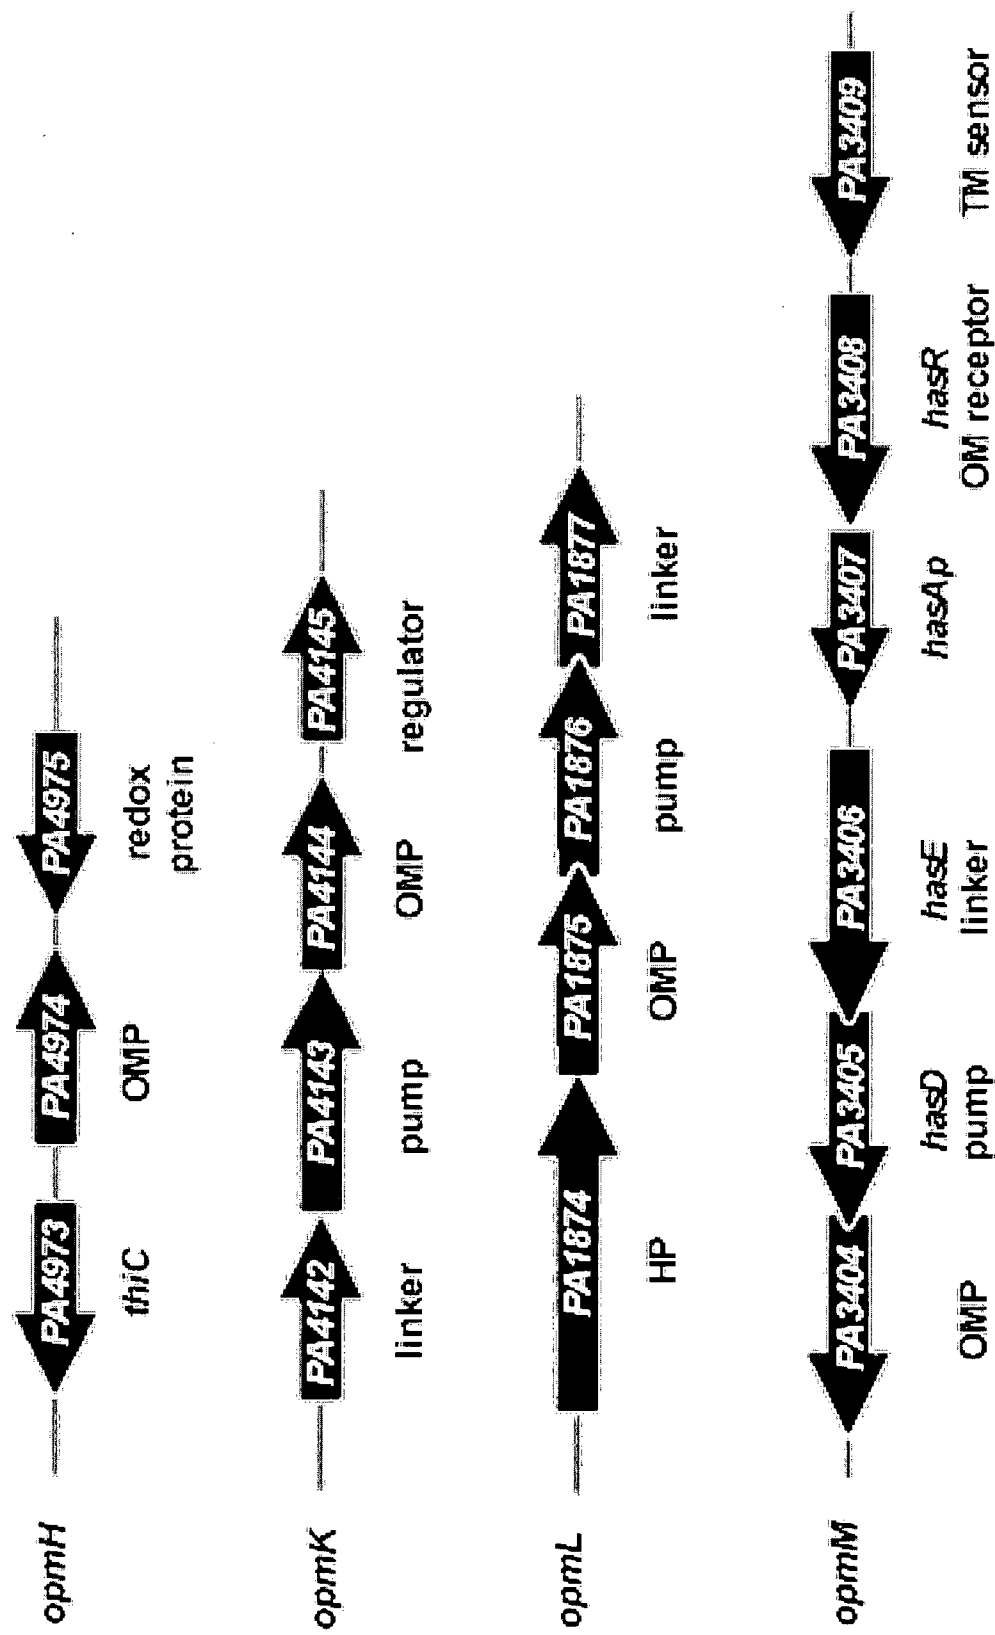 opmH
PA4973
PA4974
PA4975
thiC
OMP
redox
protein
opmK
PA4142
PA4143
PA4144
PA4145
linker
pump
OMP
regulator
opmL
PA1874
PA1875
PA1876
PA1877
HP
OMP
pump
linker
opmM
PA3404
PA3405
PA3406
PA3407
PA3408
PA3409
hasD
hasE
hasAp
hasR
OMP
pump
linker
OM receptor
TM sensor